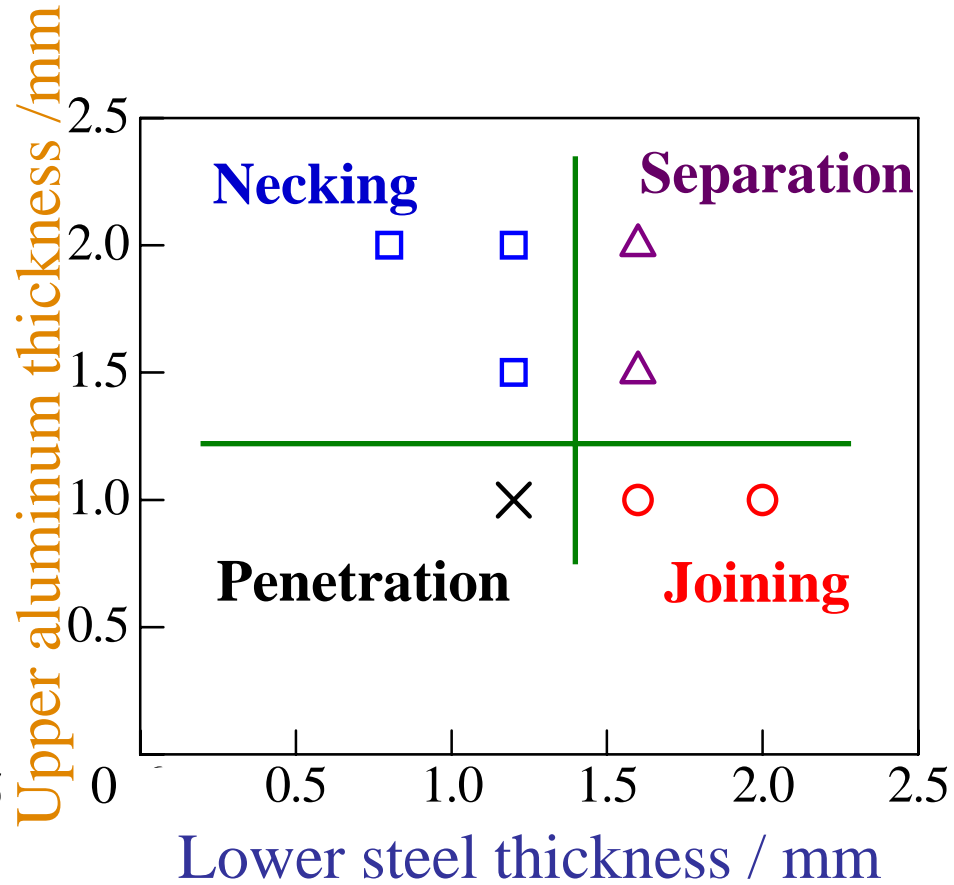 Upper aluminum thickness /mm
2.5
Necking
Separation
2.0
1.5
1.0
Penetration
Joining
0.5
0 0.5 1.0 1.5 2.0 2.5
Lower steel thickness / mm